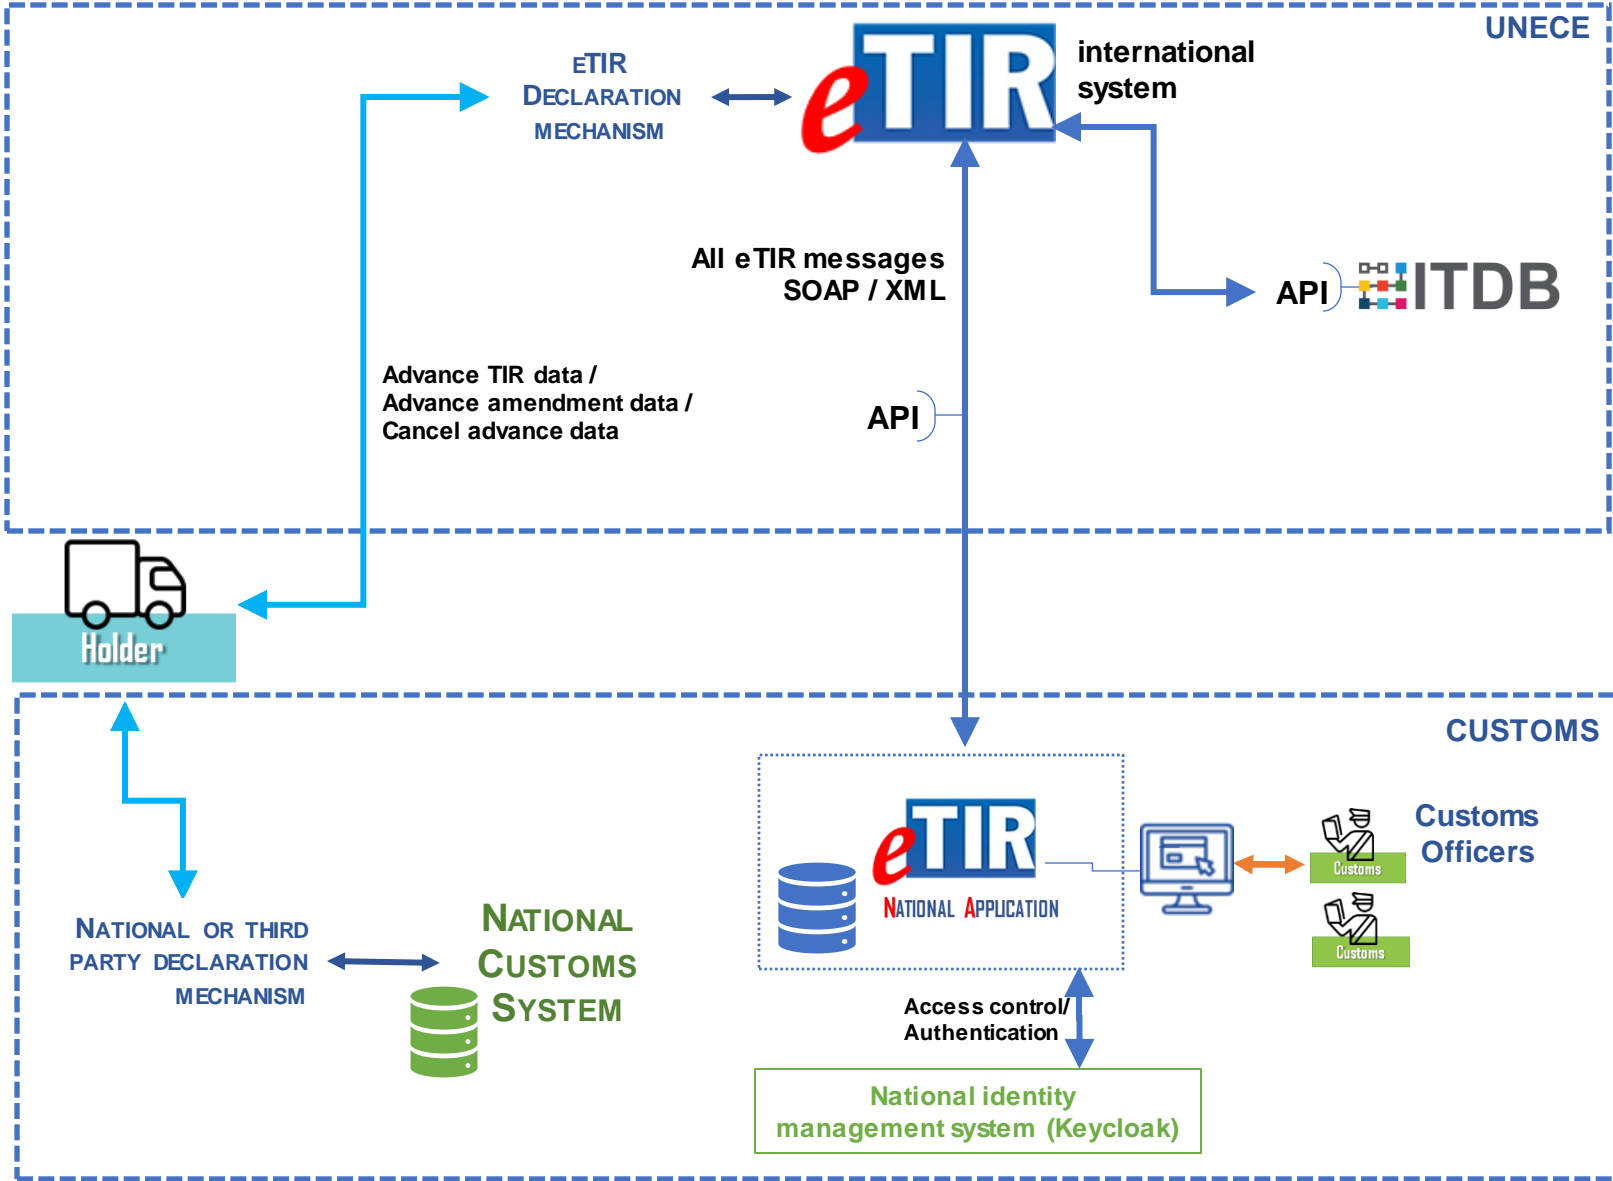 UNECE
eTIR
DECLARATION
MECHANISM
eTIR
international
system
All eTIR messages
SOAP / XML
API
ITDB
Advance TIR data /
Advance amendment data /
Cancel advance data
API
Holder
CUSTOMS
eTIR
NATIONAL APPLICATION
Customs
Officers
Customs
Customs
NATIONAL OR THIRD
PARTY DECLARATION
MECHANISM
NATIONAL
CUSTOMS
SYSTEM
Access control/
Authentication
National identity
management system (Keycloak)